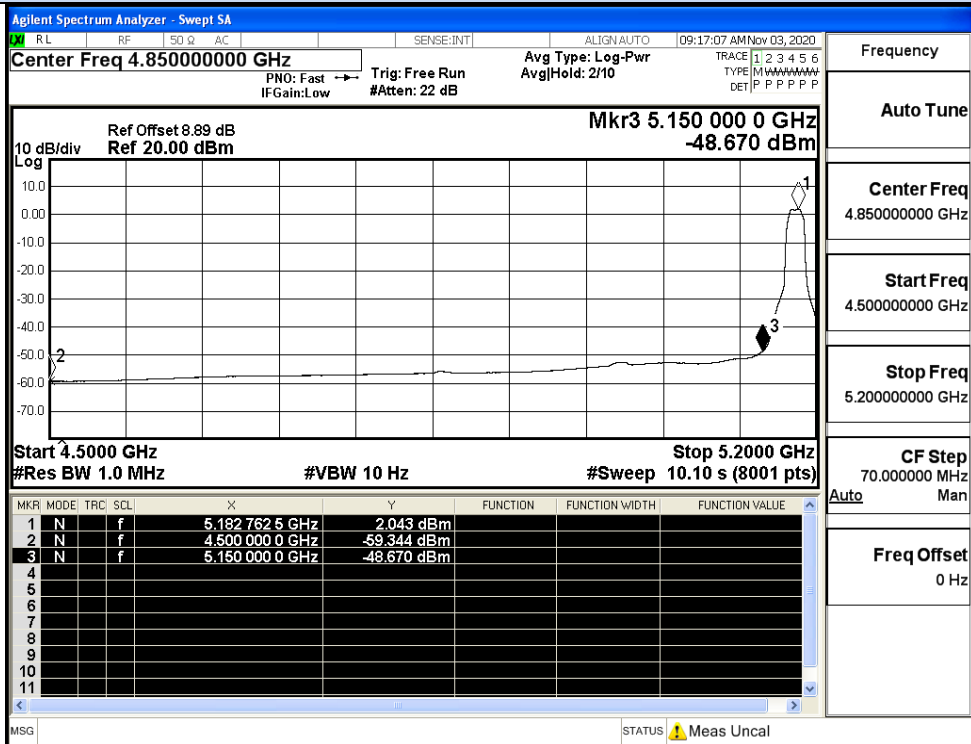 Agilent Spectrum Analyzer - Swept SA
LXI RL RF 50 Ω AC SENSE:INT ALIGN AUTO 09:17:07 AM Nov 03, 2020
Center Freq 4.850000000 GHz
PNO: Fast
IFGain:Low
Trig: Free Run
#Atten: 22 dB
Avg Type: Log-Pwr
Avg|Hold: 2/10
TRACE 1 2 3 4 5 6
TYPE M WWWWW
DET P P P P P P
Mkr3 5.150 000 0 GHz
-48.670 dBm
Ref Offset 8.89 dB
10 dB/div Ref 20.00 dBm
Log
10.0
0.00
-10.0
-20.0
-30.0
-40.0
-50.0
-60.0
-70.0
1
2
3
Start 4.5000 GHz Stop 5.2000 GHz
#Res BW 1.0 MHz #VBW 10 Hz #Sweep 10.10 s (8001 pts)
MKR MODE TRC SCL X Y FUNCTION FUNCTION WIDTH FUNCTION VALUE
1 N f 5.182 762 5 GHz 2.043 dBm
2 N f 4.500 000 0 GHz -59.344 dBm
3 N f 5.150 000 0 GHz -48.670 dBm
4
5
6
7
8
9
10
11
MSG STATUS Meas Uncal
Frequency
Auto Tune
Center Freq
4.850000000 GHz
Start Freq
4.500000000 GHz
Stop Freq
5.200000000 GHz
CF Step
70.000000 MHz
Auto Man
Freq Offset
0 Hz